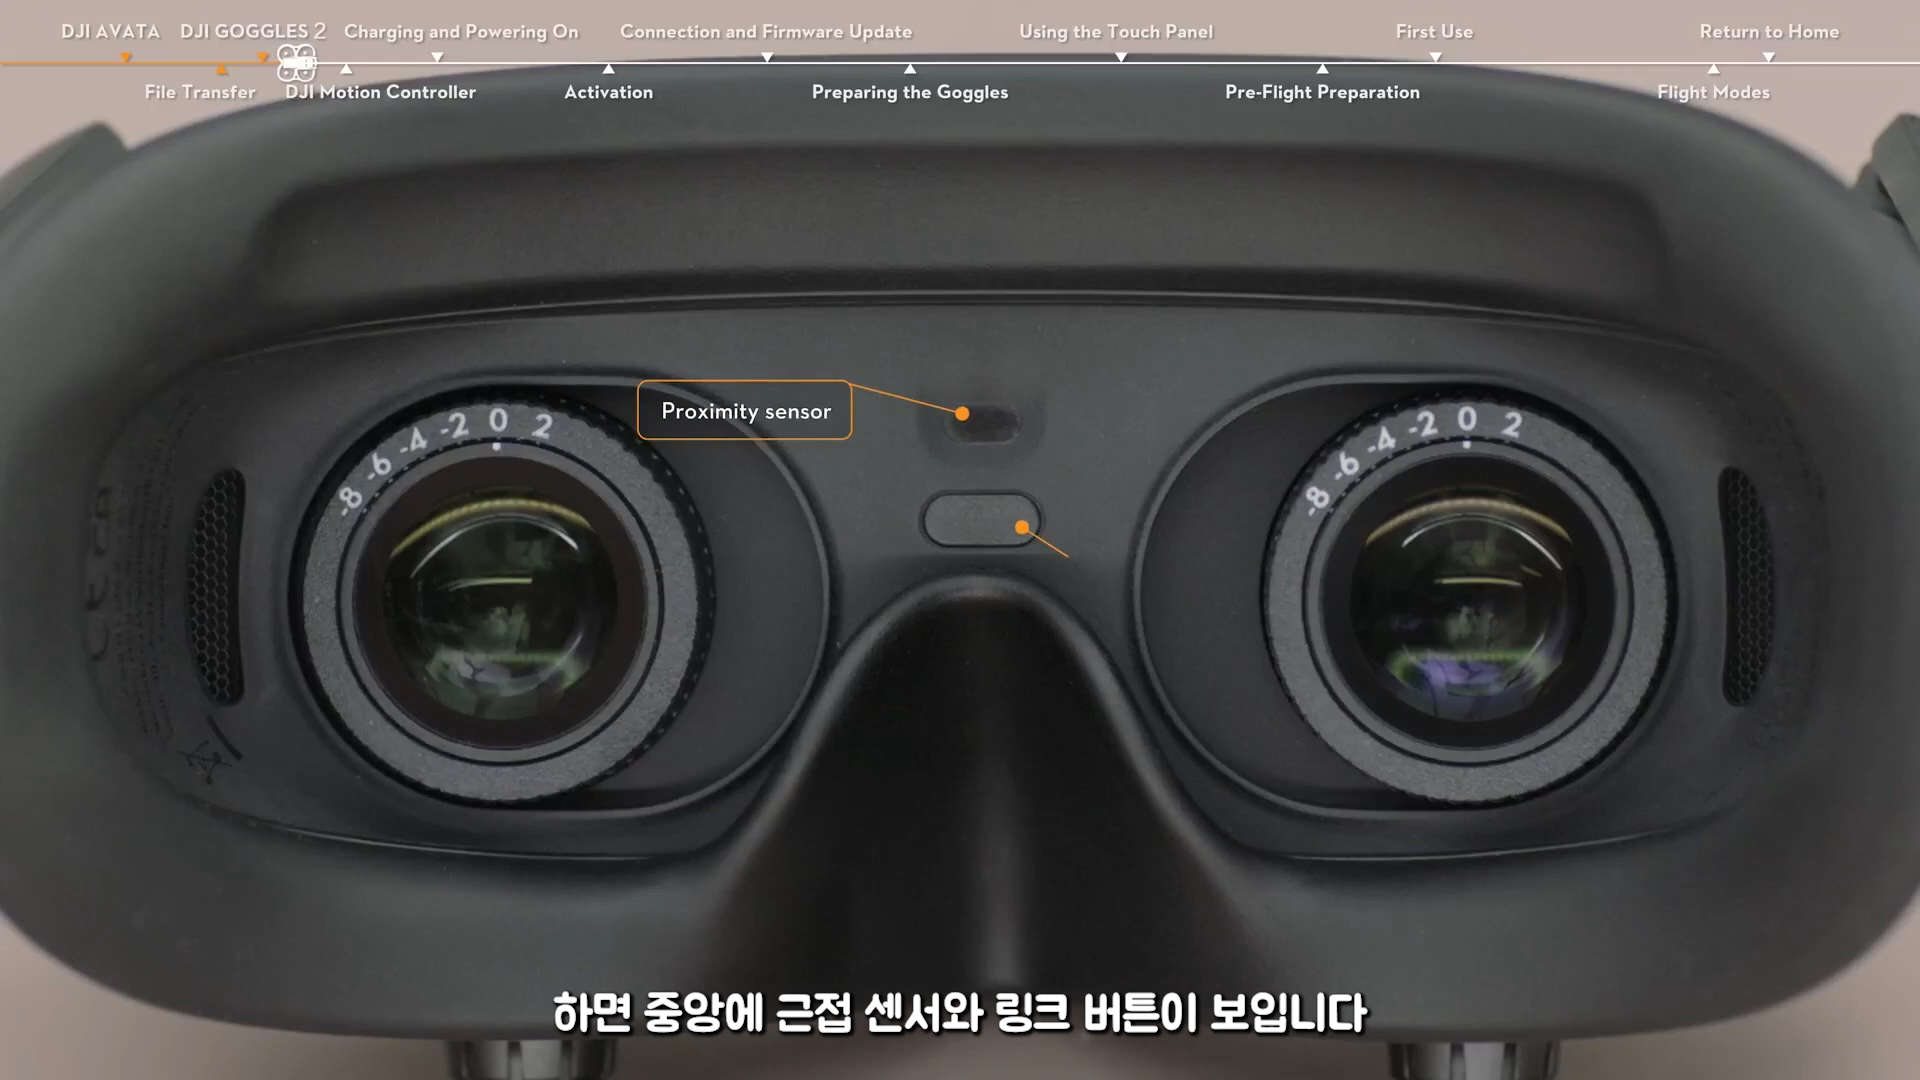 DJI AVATA
DJI GOGGLES 2
Charging and Powering On
Connection and Firmware Update
Using the Touch Panel
First Use
Return to Home
File Transfer
DJI Motion Controller
Activation
Preparing the Goggles
Pre-Flight Preparation
Flight Modes
Proximity sensor
-8 -6 -4 -2 0 2
-8 -6 -4 -2 0 2
하면 중앙에 근접 센서와 링크 버튼이 보입니다